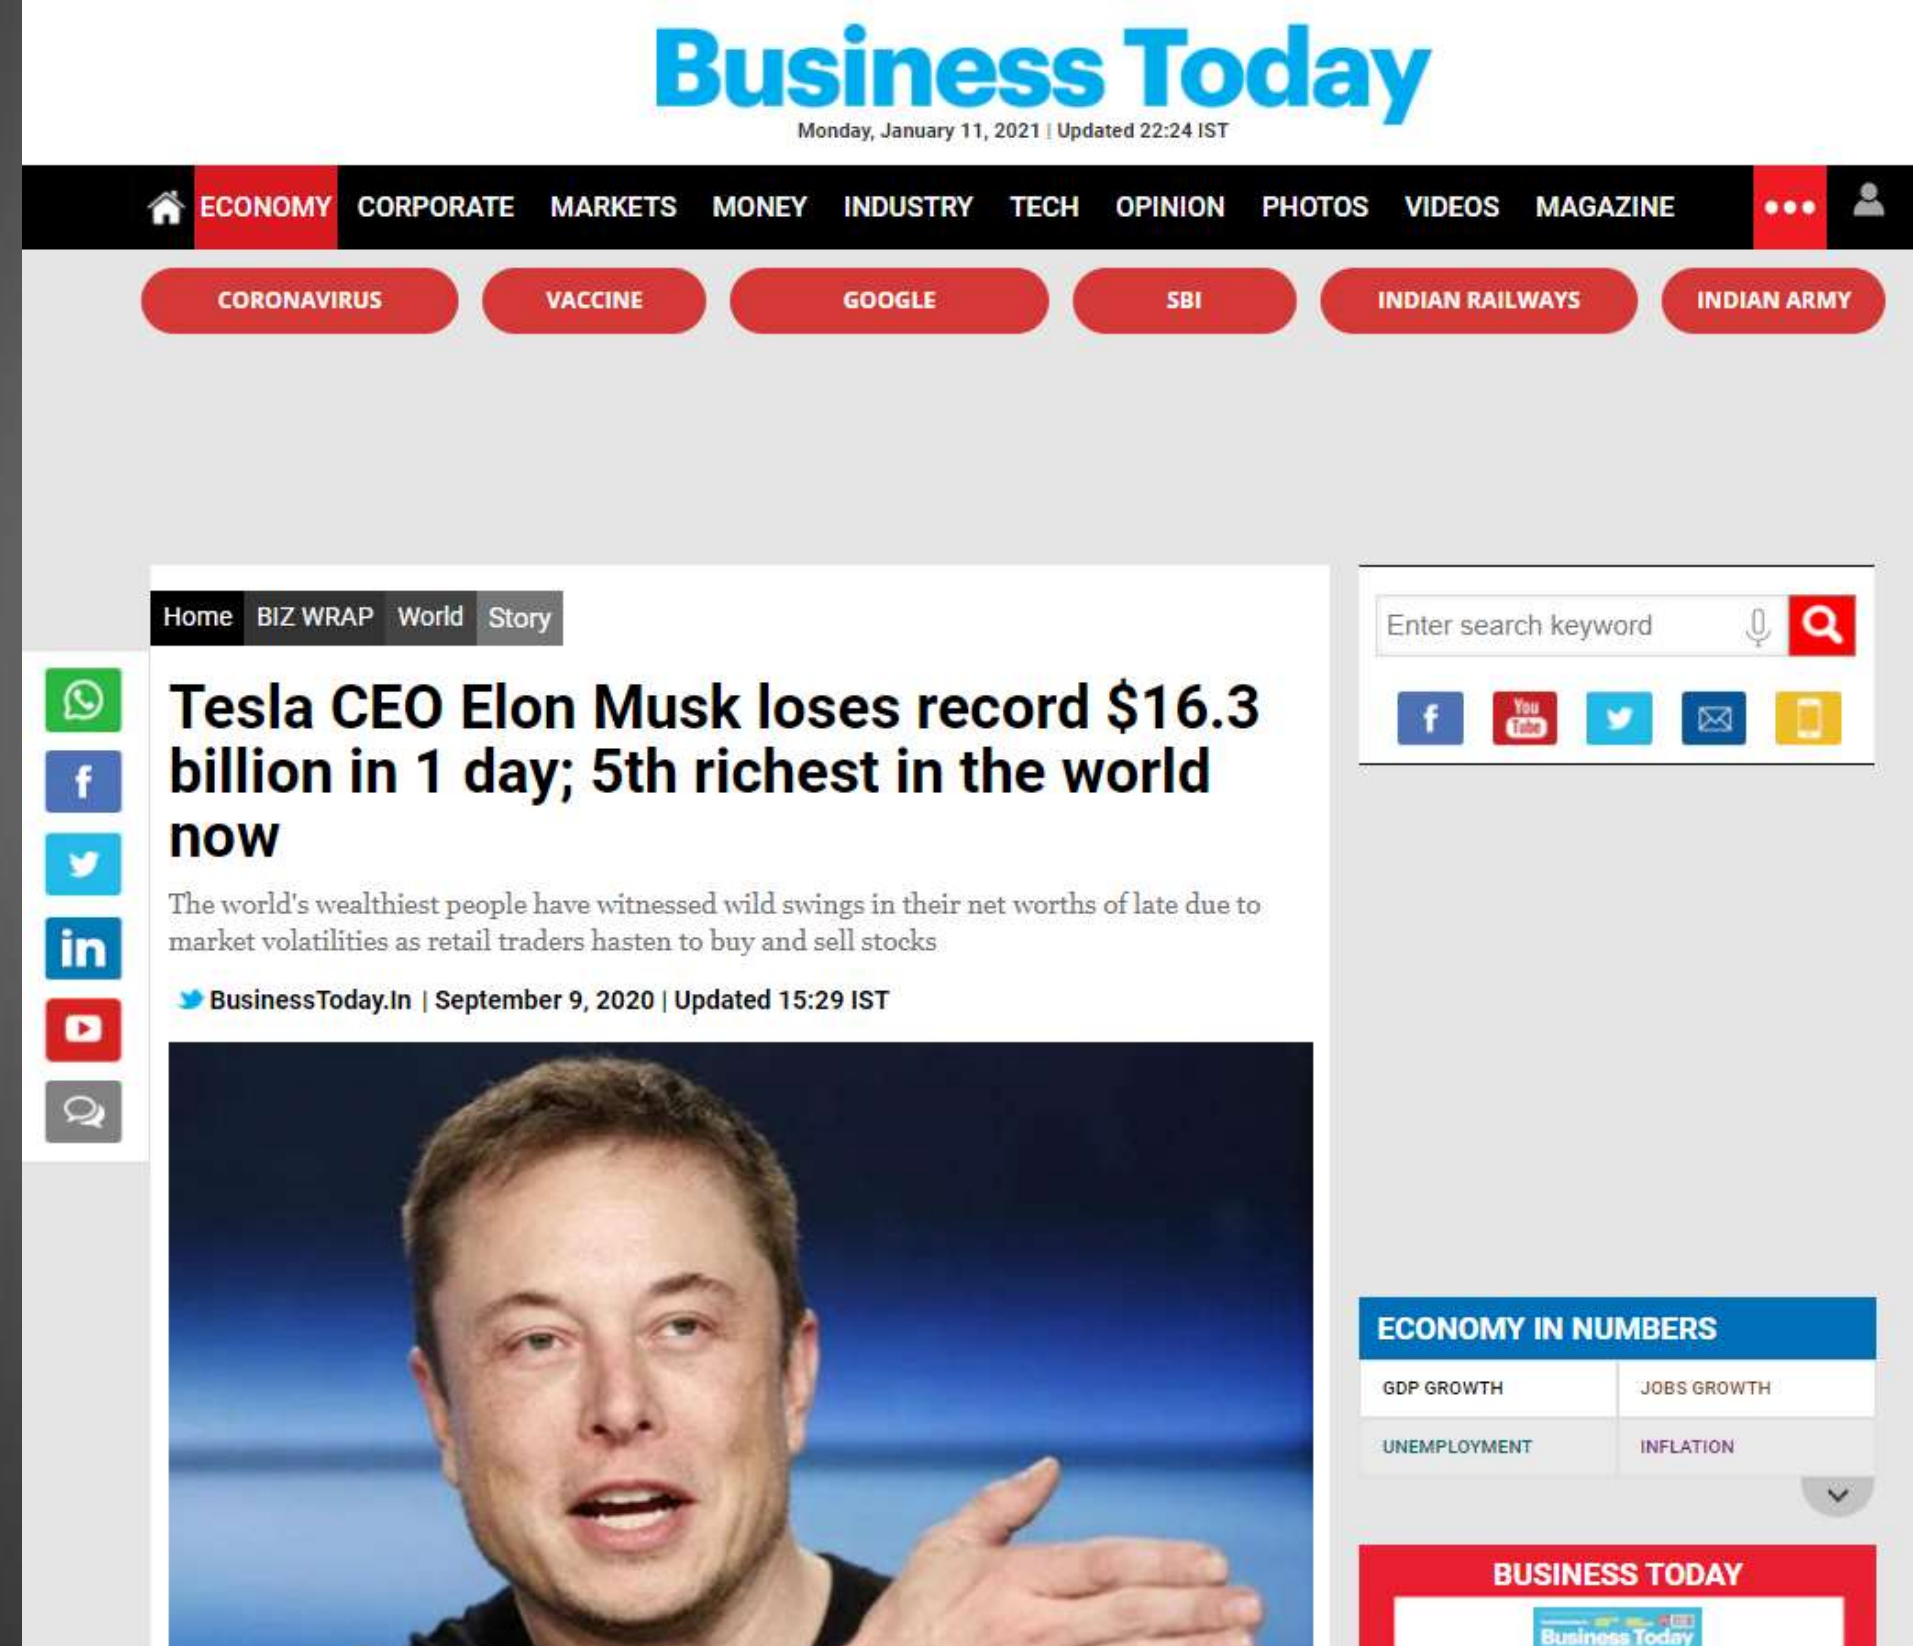 Business Today
Monday, January 11, 2021 | Updated 22:24 IST
ECONOMY CORPORATE MARKETS MONEY INDUSTRY TECH OPINION PHOTOS VIDEOS MAGAZINE
CORONAVIRUS VACCINE GOOGLE SBI INDIAN RAILWAYS INDIAN ARMY
Home BIZ WRAP World Story
Tesla CEO Elon Musk loses record $16.3
billion in 1 day; 5th richest in the world
now
The world's wealthiest people have witnessed wild swings in their net worths of late due to
market volatilities as retail traders hasten to buy and sell stocks
BusinessToday.In | September 9, 2020 | Updated 15:29 IST
f
in
Enter search keyword
f You Tube
ECONOMY IN NUMBERS
GDP GROWTH JOBS GROWTH
UNEMPLOYMENT INFLATION
BUSINESS TODAY
Business Today